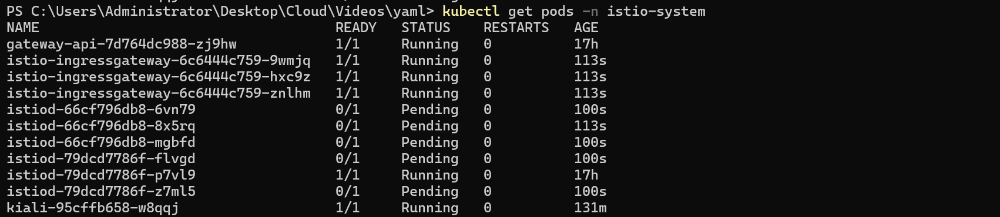 PS C:\Users\Administrator\Desktop\Cloud\Videos\yaml> kubectl get pods -n istio-system
NAME READY STATUS RESTARTS AGE
gateway-api-7d764dc988-zj9hw 1/1 Running 0 17h
istio-ingressgateway-6c6444c759-9wmjq 1/1 Running 0 113s
istio-ingressgateway-6c6444c759-hxc9z 1/1 Running 0 113s
istio-ingressgateway-6c6444c759-znlhm 1/1 Running 0 113s
istiod-66cf796db8-6vn79 0/1 Pending 0 100s
istiod-66cf796db8-8x5rq 0/1 Pending 0 113s
istiod-66cf796db8-mgbfd 0/1 Pending 0 100s
istiod-79dcd7786f-flvgd 0/1 Pending 0 100s
istiod-79dcd7786f-p7vl9 1/1 Running 0 17h
istiod-79dcd7786f-z7ml5 0/1 Pending 0 100s
kiali-95cffb658-w8qqj 1/1 Running 0 131m